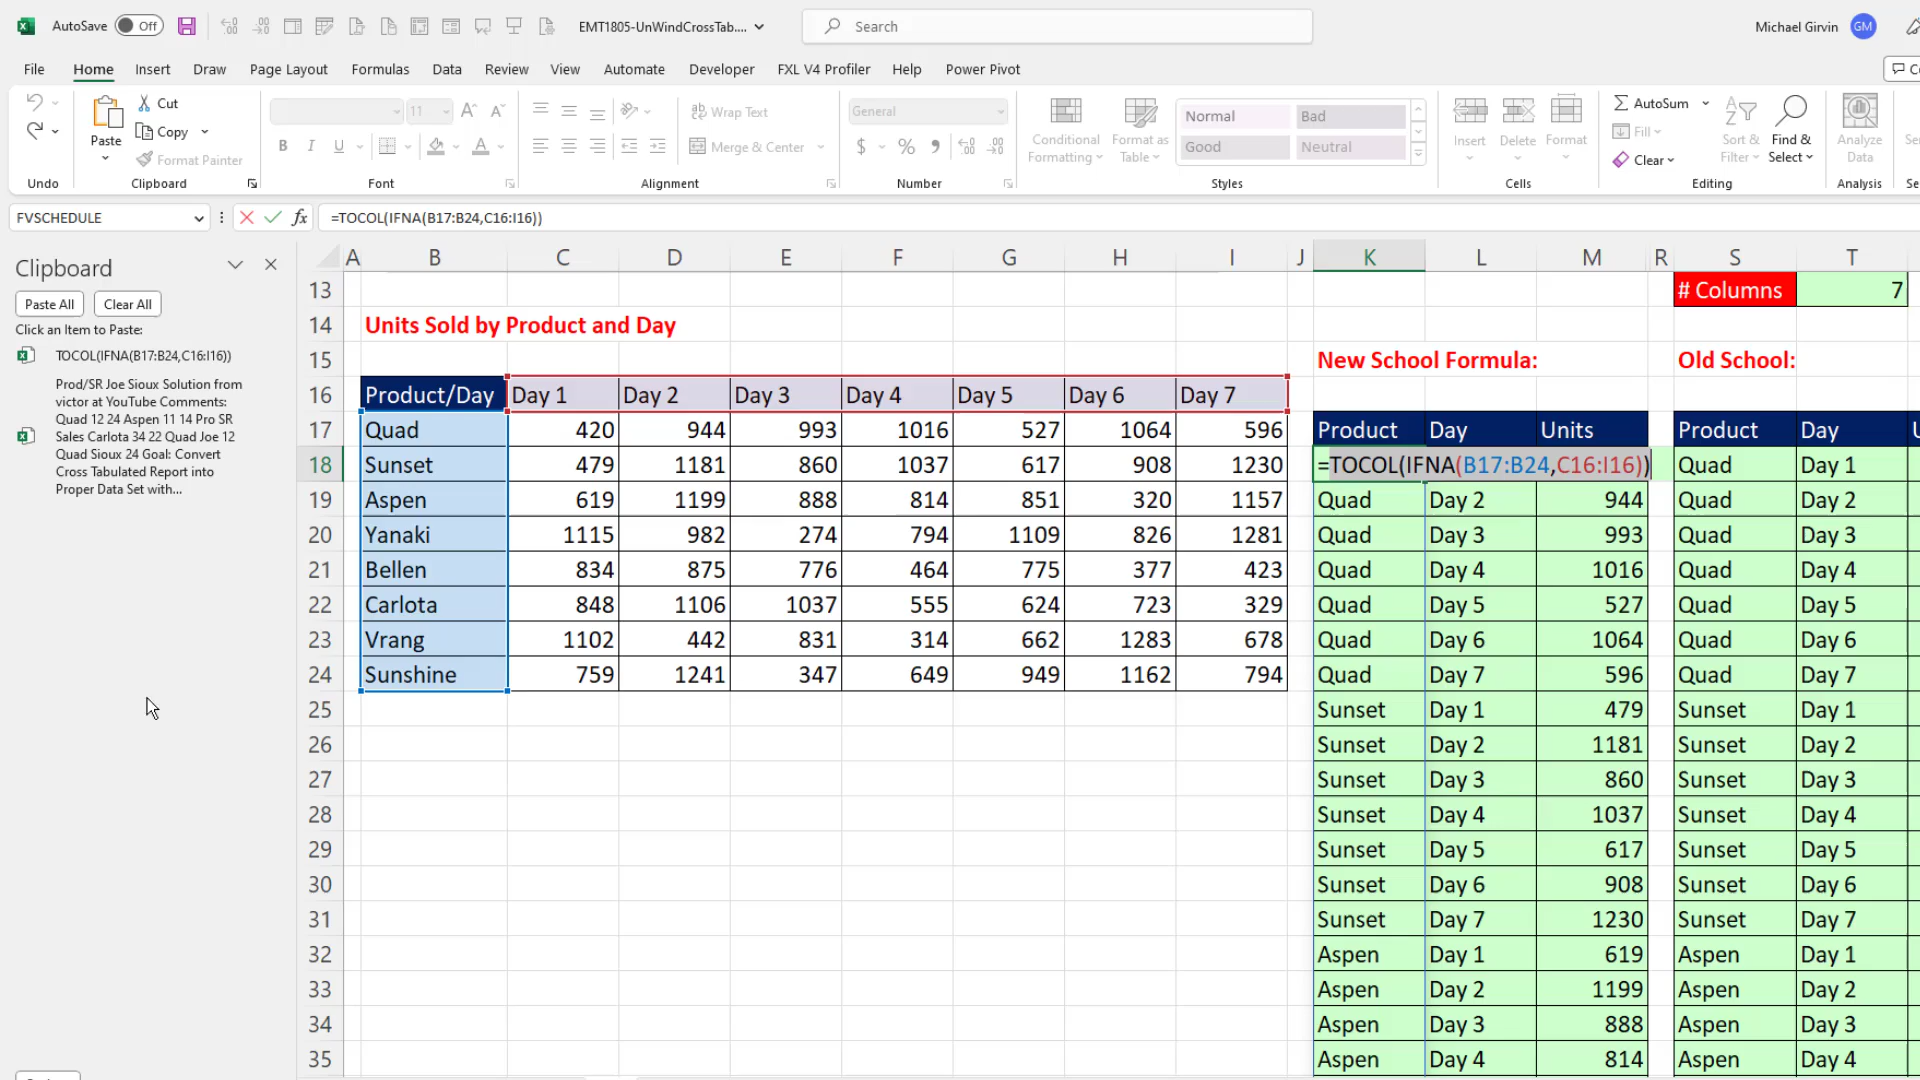 AutoSave Off EMT1805-UnWindCrossTab.... Search Michael Girvin GM
File Home Insert Draw Page Layout Formulas Data Review View Automate Developer FXL V4 Profiler Help Power Pivot
Cut
Copy
Format Painter
Paste
Undo Clipboard
11
B I U A
Font
Wrap Text
Merge & Center
Alignment
General
$ % 9
Number
Conditional Formatting
Format as Table
Normal Bad
Good Neutral
Styles
Insert Delete Format
Cells
AutoSum
Fill
Clear
Sort & Filter
Find & Select
Editing
Analyze Data
Analysis
FVSCHEDULE fx =TOCOL(IFNA(B17:B24,C16:I16))
Clipboard
Paste All Clear All
Click an Item to Paste:
TOCOL(IFNA(B17:B24,C16:I16))
Prod/SR Joe Sioux Solution from
victor at YouTube Comments:
Quad 12 24 Aspen 11 14 Pro SR
Sales Carlota 34 22 Quad Joe 12
Quad Sioux 24 Goal: Convert
Cross Tabulated Report into
Proper Data Set with...
A B C D E F G H I J K L M R S T
13 # Columns 7
14 Units Sold by Product and Day
15 New School Formula: Old School:
16 Product/Day Day 1 Day 2 Day 3 Day 4 Day 5 Day 6 Day 7
17 Quad 420 944 993 1016 527 1064 596 Product Day Units Product Day
18 Sunset 479 1181 860 1037 617 908 1230 =TOCOL(IFNA(B17:B24,C16:I16)) Quad Day 1
19 Aspen 619 1199 888 814 851 320 1157 Quad Day 2 944 Quad Day 2
20 Yanaki 1115 982 274 794 1109 826 1281 Quad Day 3 993 Quad Day 3
21 Bellen 834 875 776 464 775 377 423 Quad Day 4 1016 Quad Day 4
22 Carlota 848 1106 1037 555 624 723 329 Quad Day 5 527 Quad Day 5
23 Vrang 1102 442 831 314 662 1283 678 Quad Day 6 1064 Quad Day 6
24 Sunshine 759 1241 347 649 949 1162 794 Quad Day 7 596 Quad Day 7
25 Sunset Day 1 479 Sunset Day 1
26 Sunset Day 2 1181 Sunset Day 2
27 Sunset Day 3 860 Sunset Day 3
28 Sunset Day 4 1037 Sunset Day 4
29 Sunset Day 5 617 Sunset Day 5
30 Sunset Day 6 908 Sunset Day 6
31 Sunset Day 7 1230 Sunset Day 7
32 Aspen Day 1 619 Aspen Day 1
33 Aspen Day 2 1199 Aspen Day 2
34 Aspen Day 3 888 Aspen Day 3
35 Aspen Day 4 814 Aspen Day 4